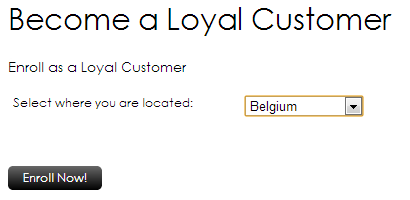 Become a Loyal Customer
Enroll as a Loyal Customer
Select where you are located: Belgium
Enroll Now!